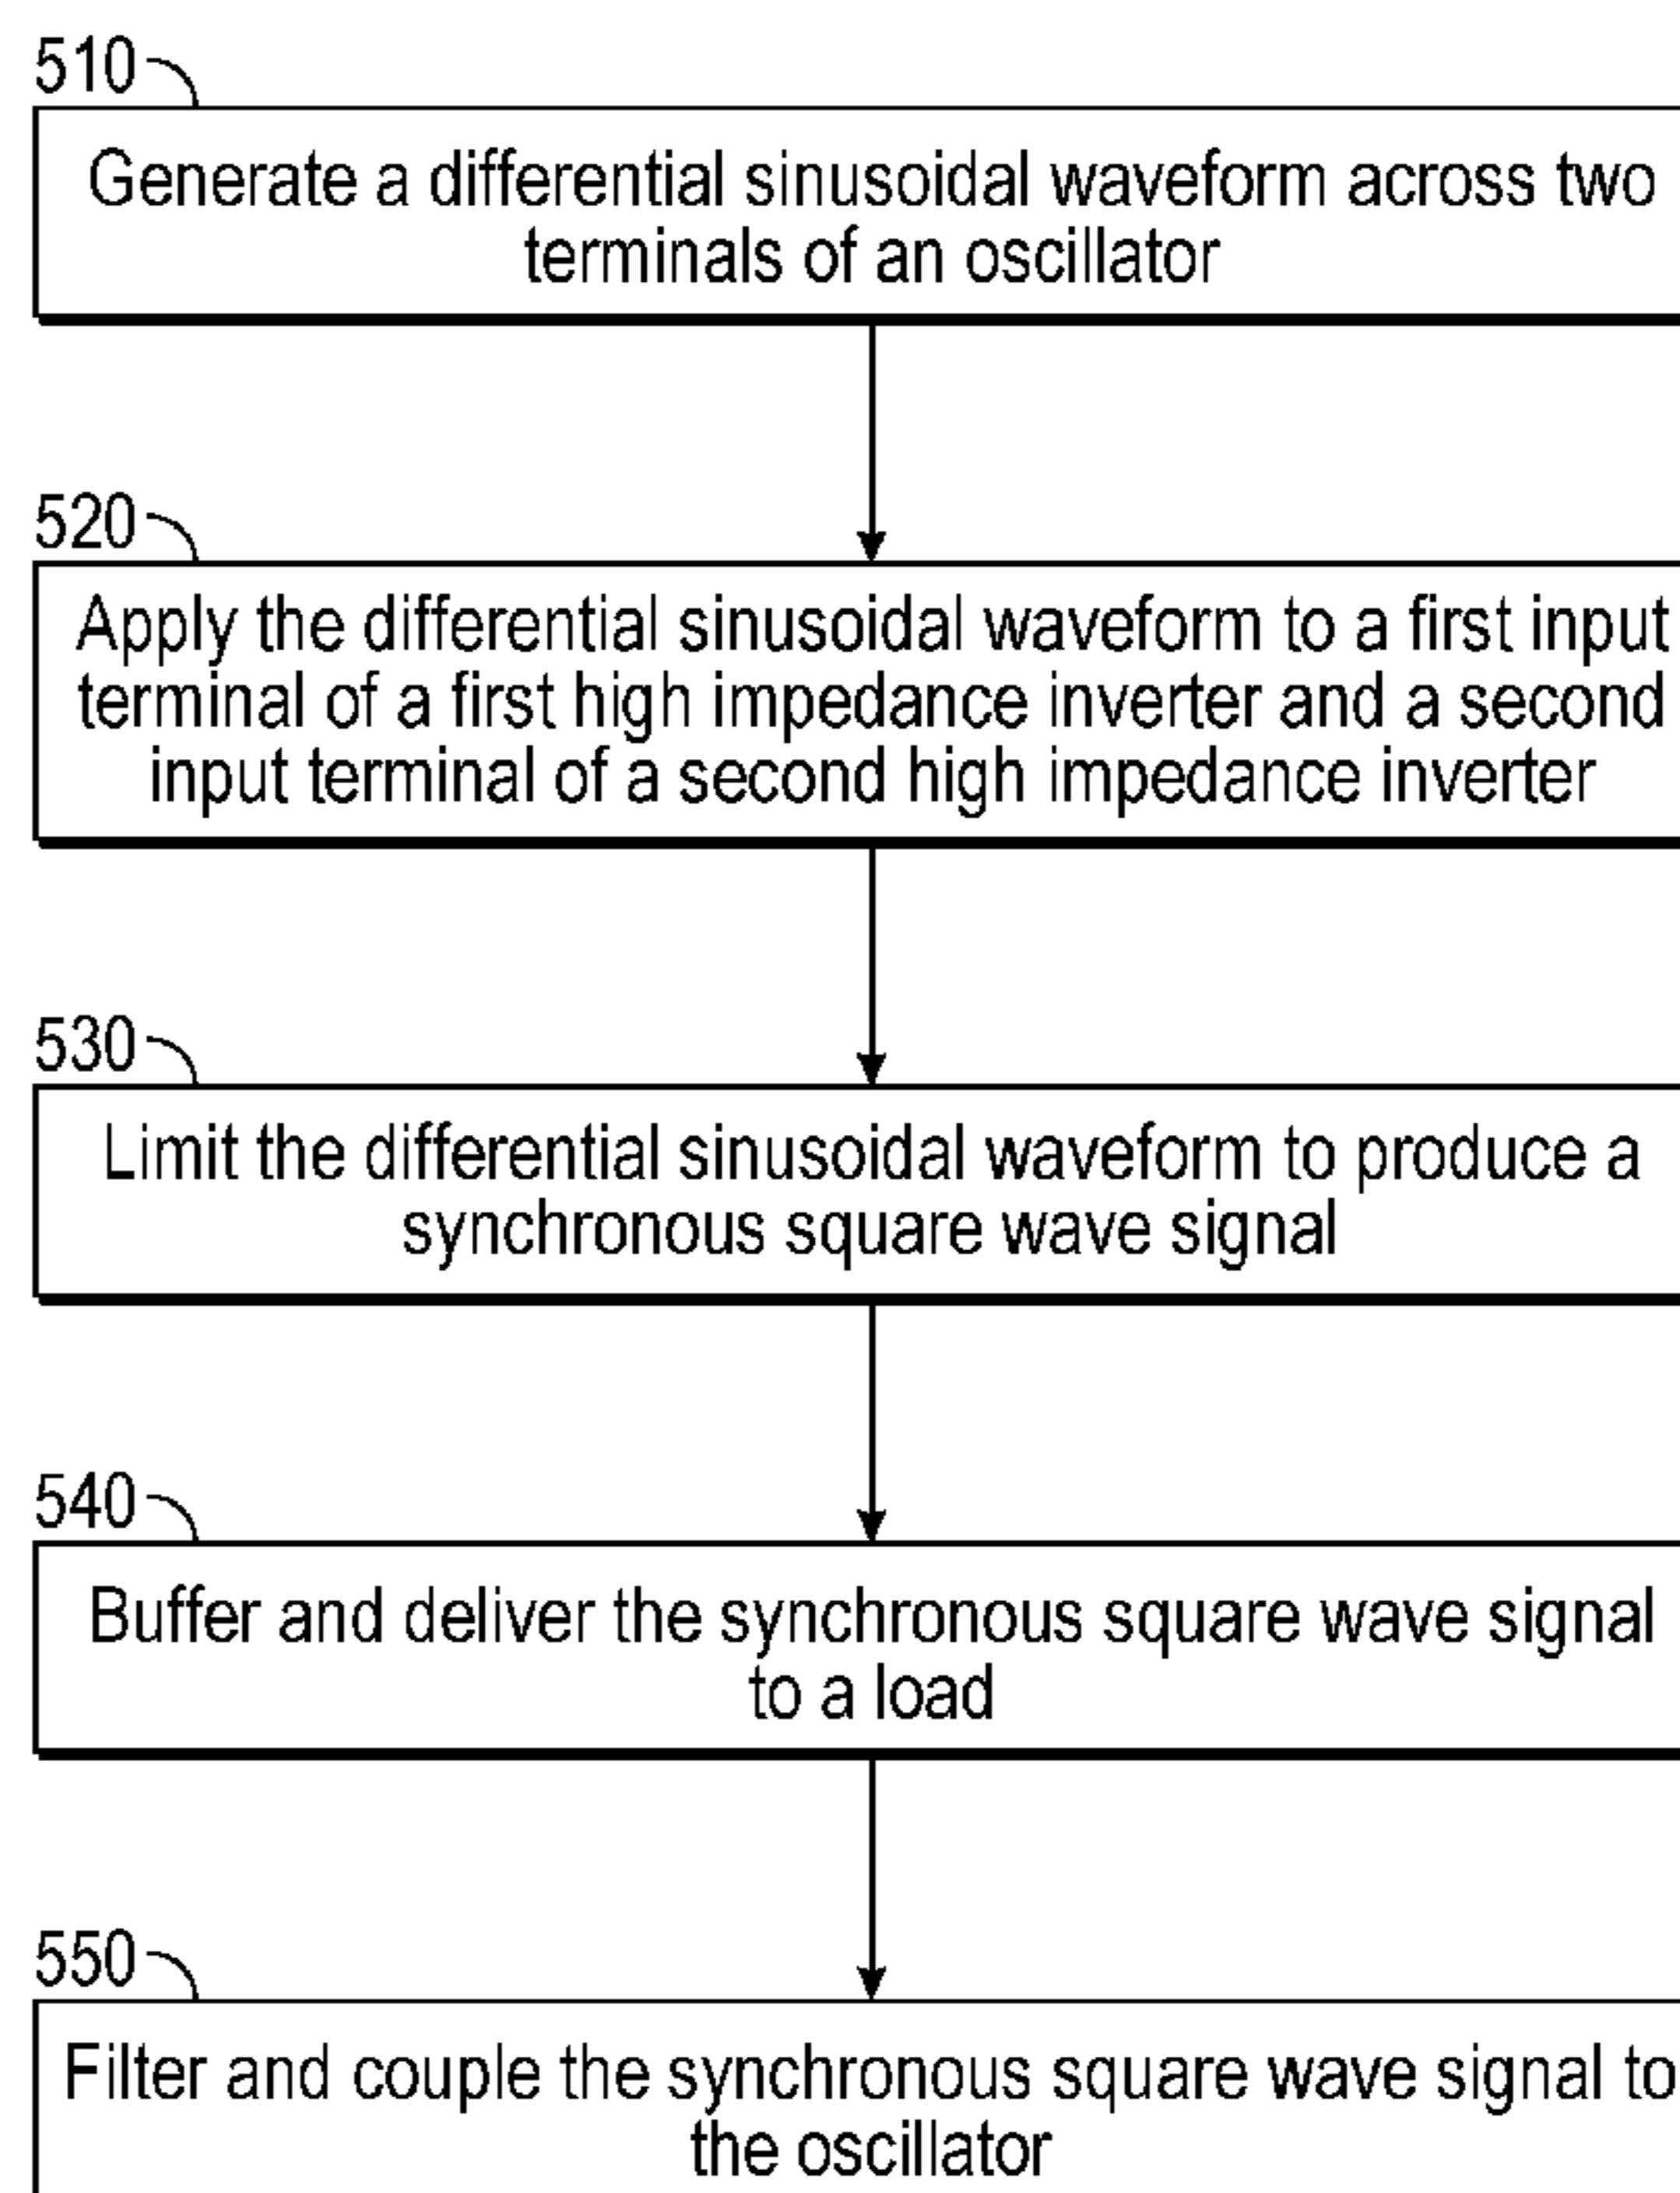 510
Generate a differential sinusoidal waveform across two
terminals of an oscillator
520
Apply the differential sinusoidal waveform to a first input
terminal of a first high impedance inverter and a second
input terminal of a second high impedance inverter
530
Limit the differential sinusoidal waveform to produce a
synchronous square wave signal
540
Buffer and deliver the synchronous square wave signal
to a load
550
Filter and couple the synchronous square wave signal to
the oscillator